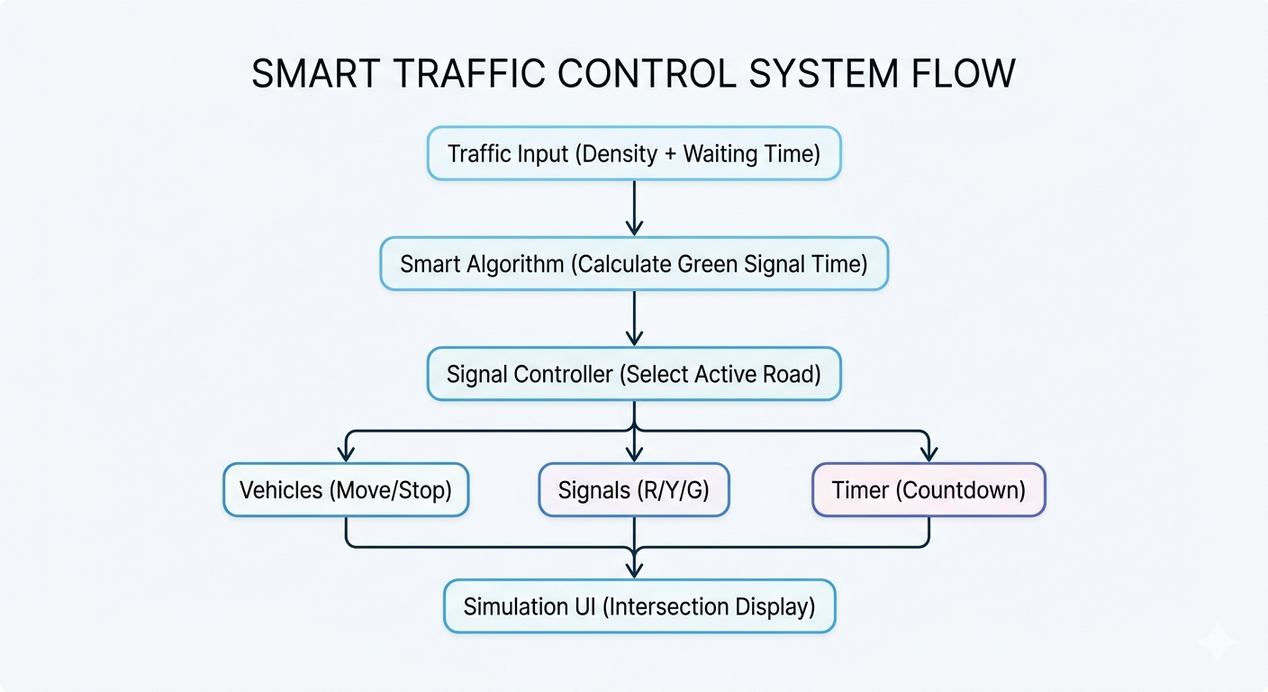 SMART TRAFFIC CONTROL SYSTEM FLOW
Traffic Input (Density + Waiting Time)
Smart Algorithm (Calculate Green Signal Time)
Signal Controller (Select Active Road)
Vehicles (Move/Stop)
Signals (R/Y/G)
Timer (Countdown)
Simulation UI (Intersection Display)